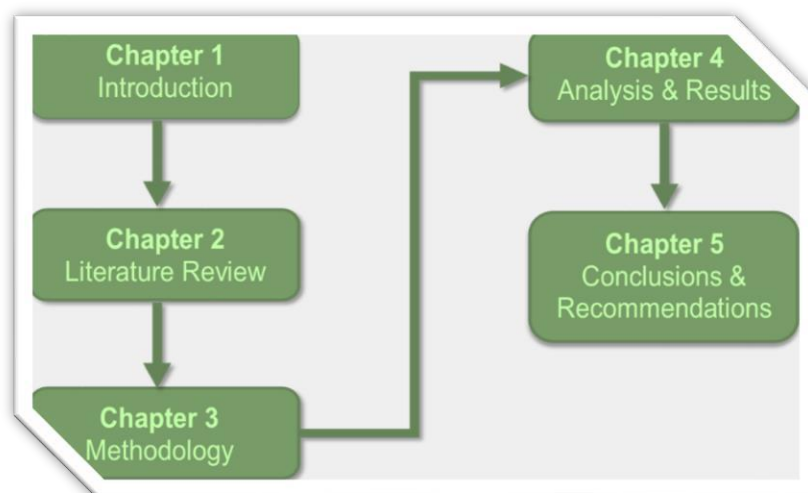 Chapter 1
Introduction
Chapter 2
Literature Review
Chapter 3
Methodology
Chapter 4
Analysis & Results
Chapter 5
Conclusions &
Recommendations